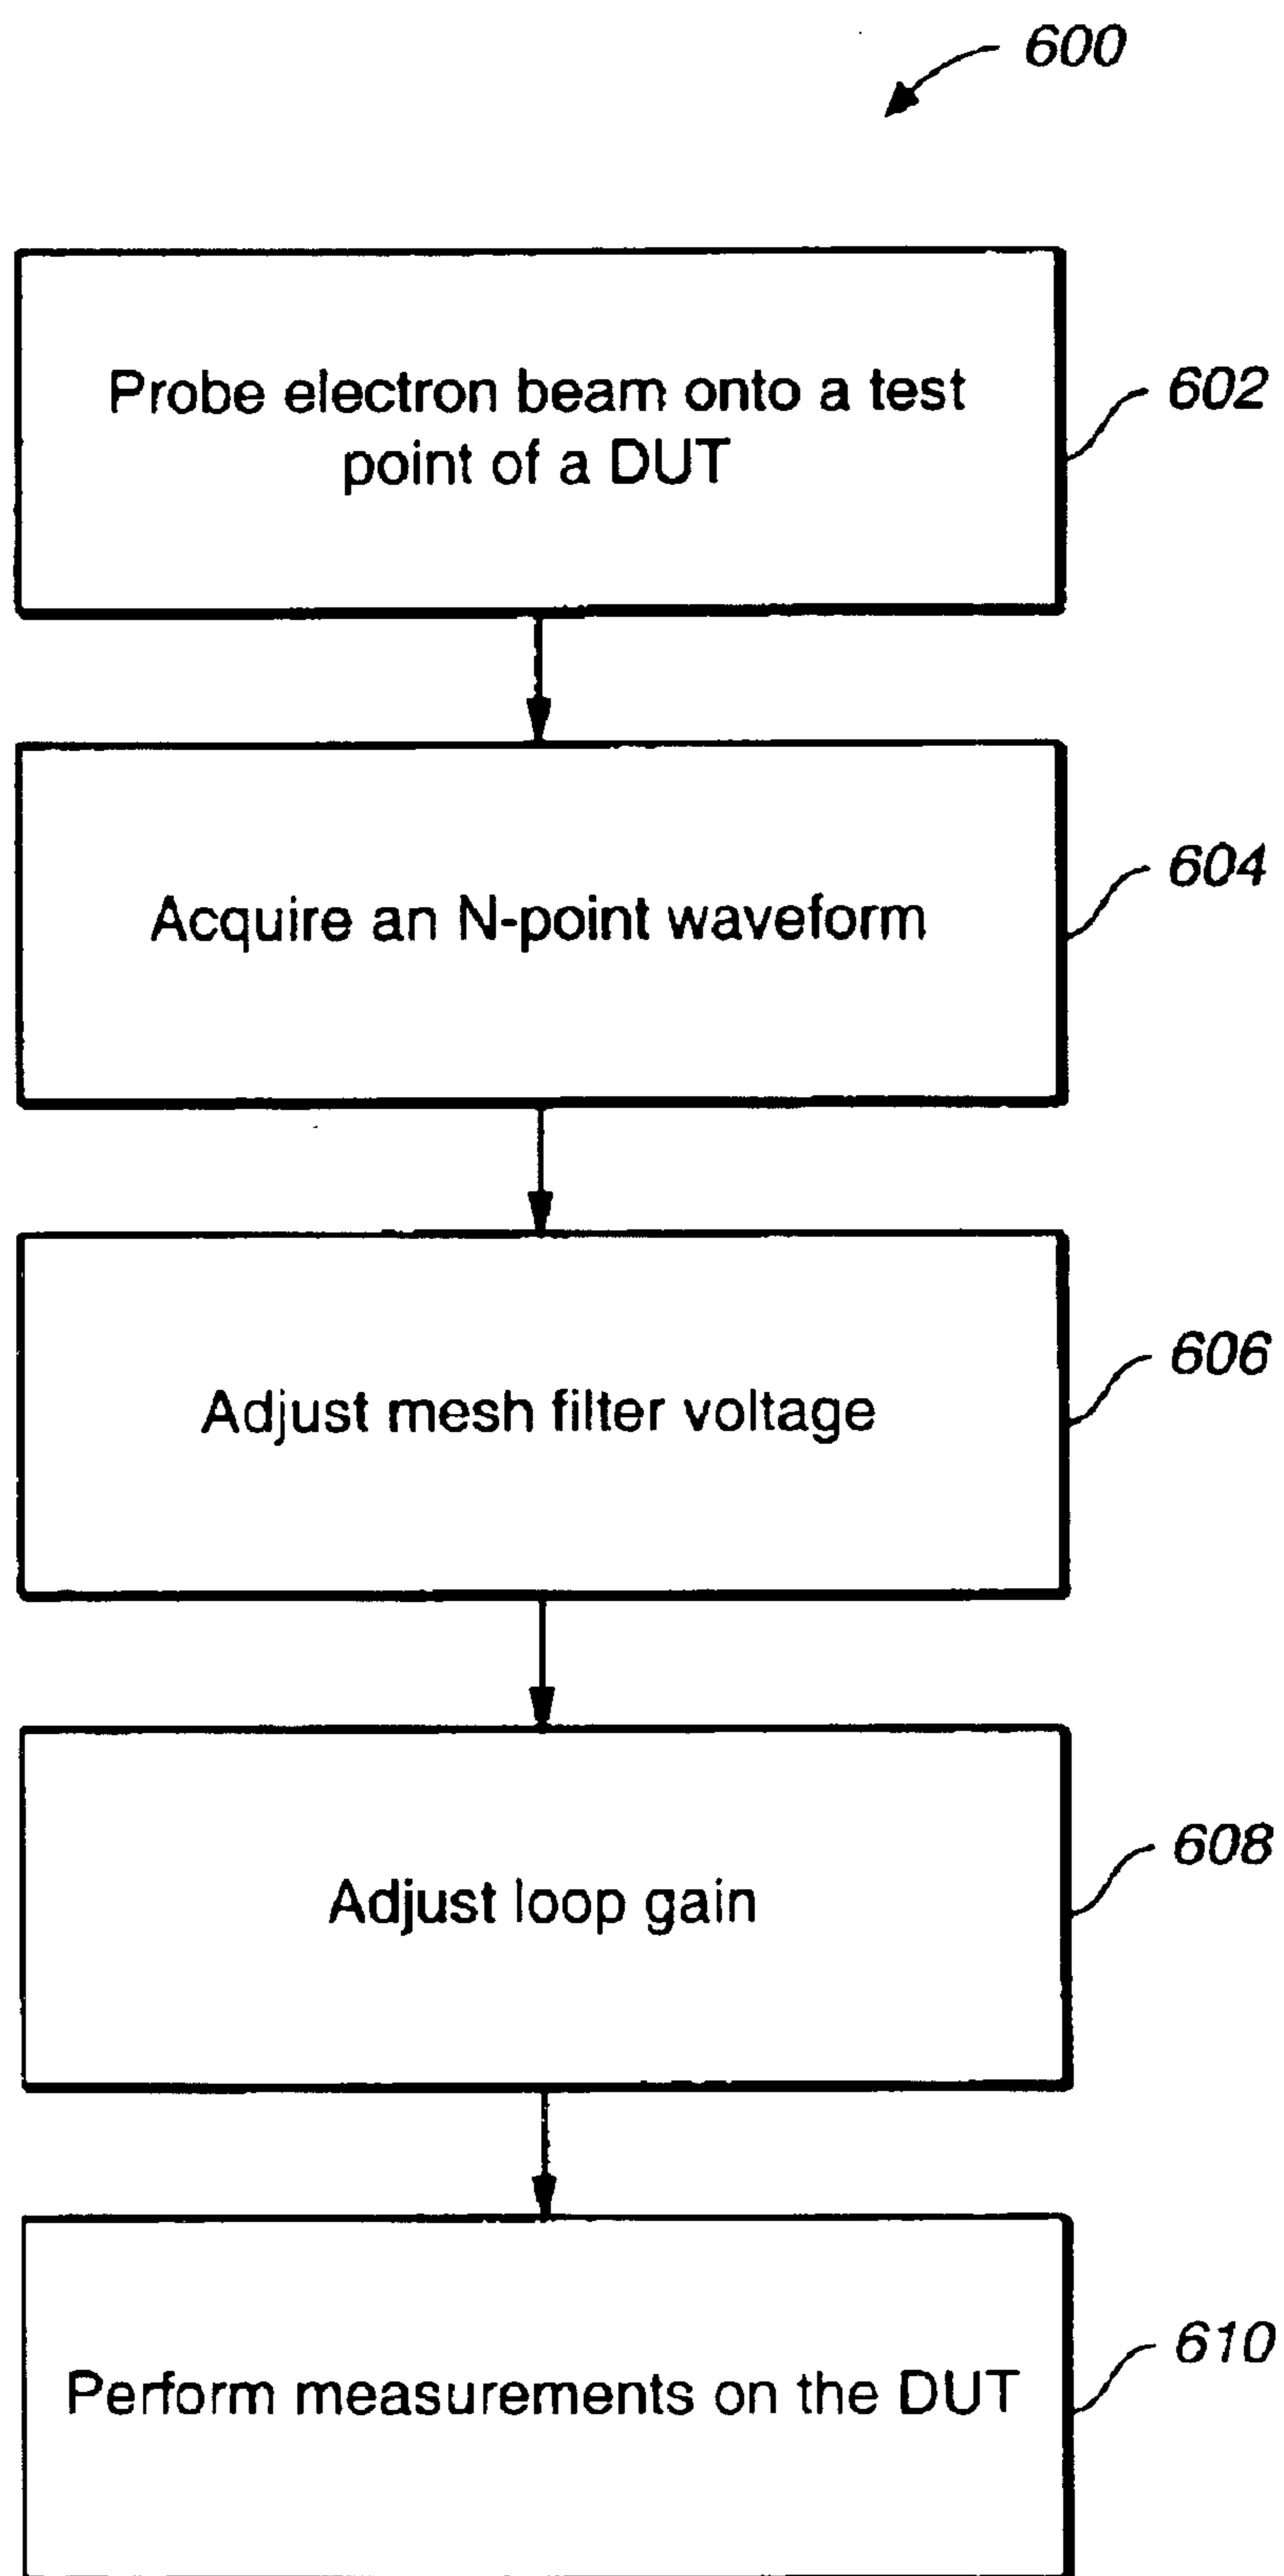 600
Probe electron beam onto a test
point of a DUT
602
Acquire an N-point waveform
604
Adjust mesh filter voltage
606
Adjust loop gain
608
Perform measurements on the DUT
610